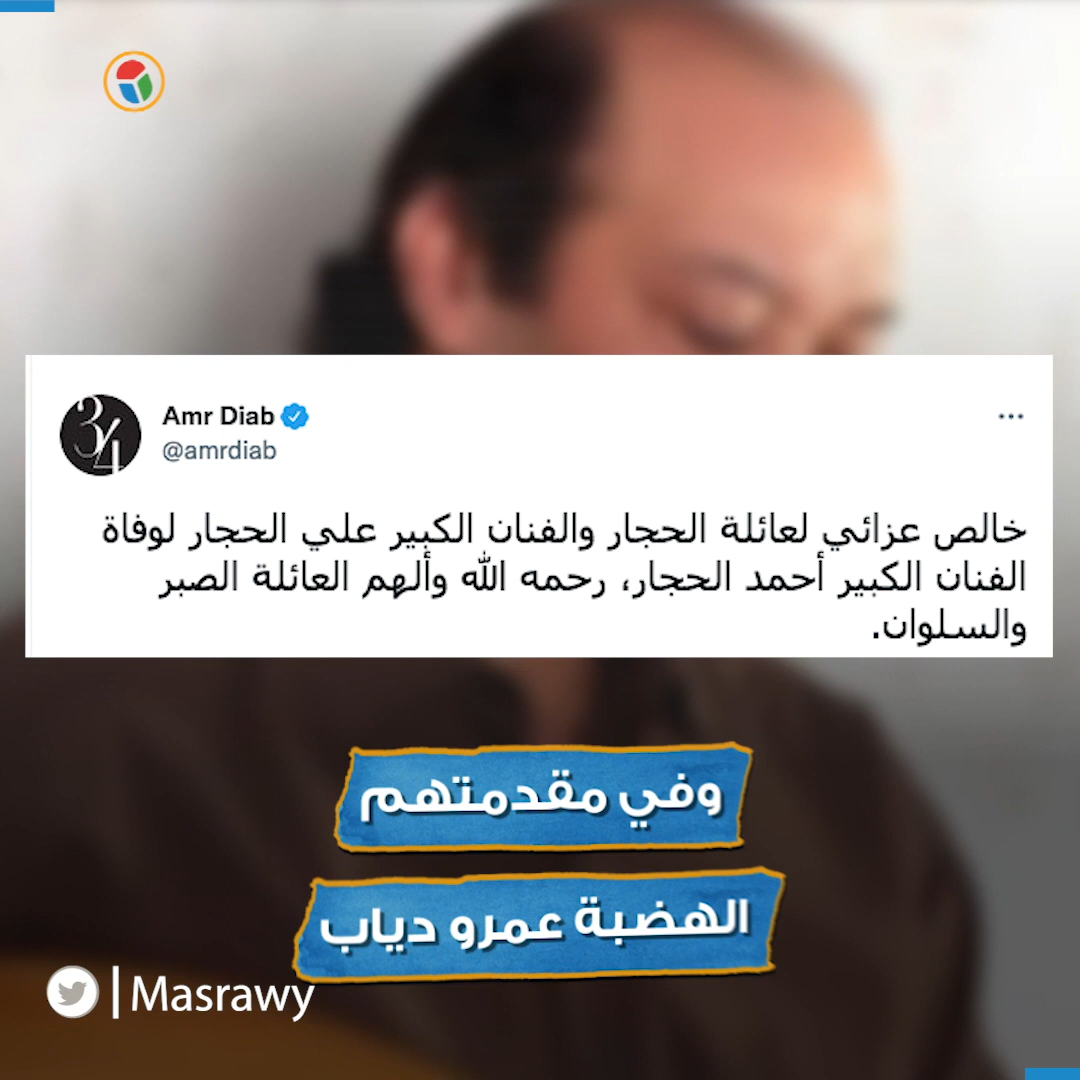 Amr Diab
@amrdiab
خالص عزائي لعائلة الحجار والفنان الكبير علي الحجار لوفاة
الفنان الكبير أحمد الحجار، رحمه الله وألهم العائلة الصبر
والسلوان.
وفي مقدمتهم
الهضبة عمرو دياب
Masrawy